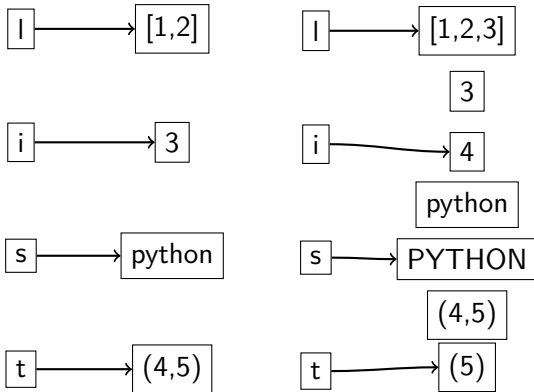 l [1,2] l [1,2,3]
3
i 3 i 4
python
s python s PYTHON
(4,5)
t (4,5) t (5)